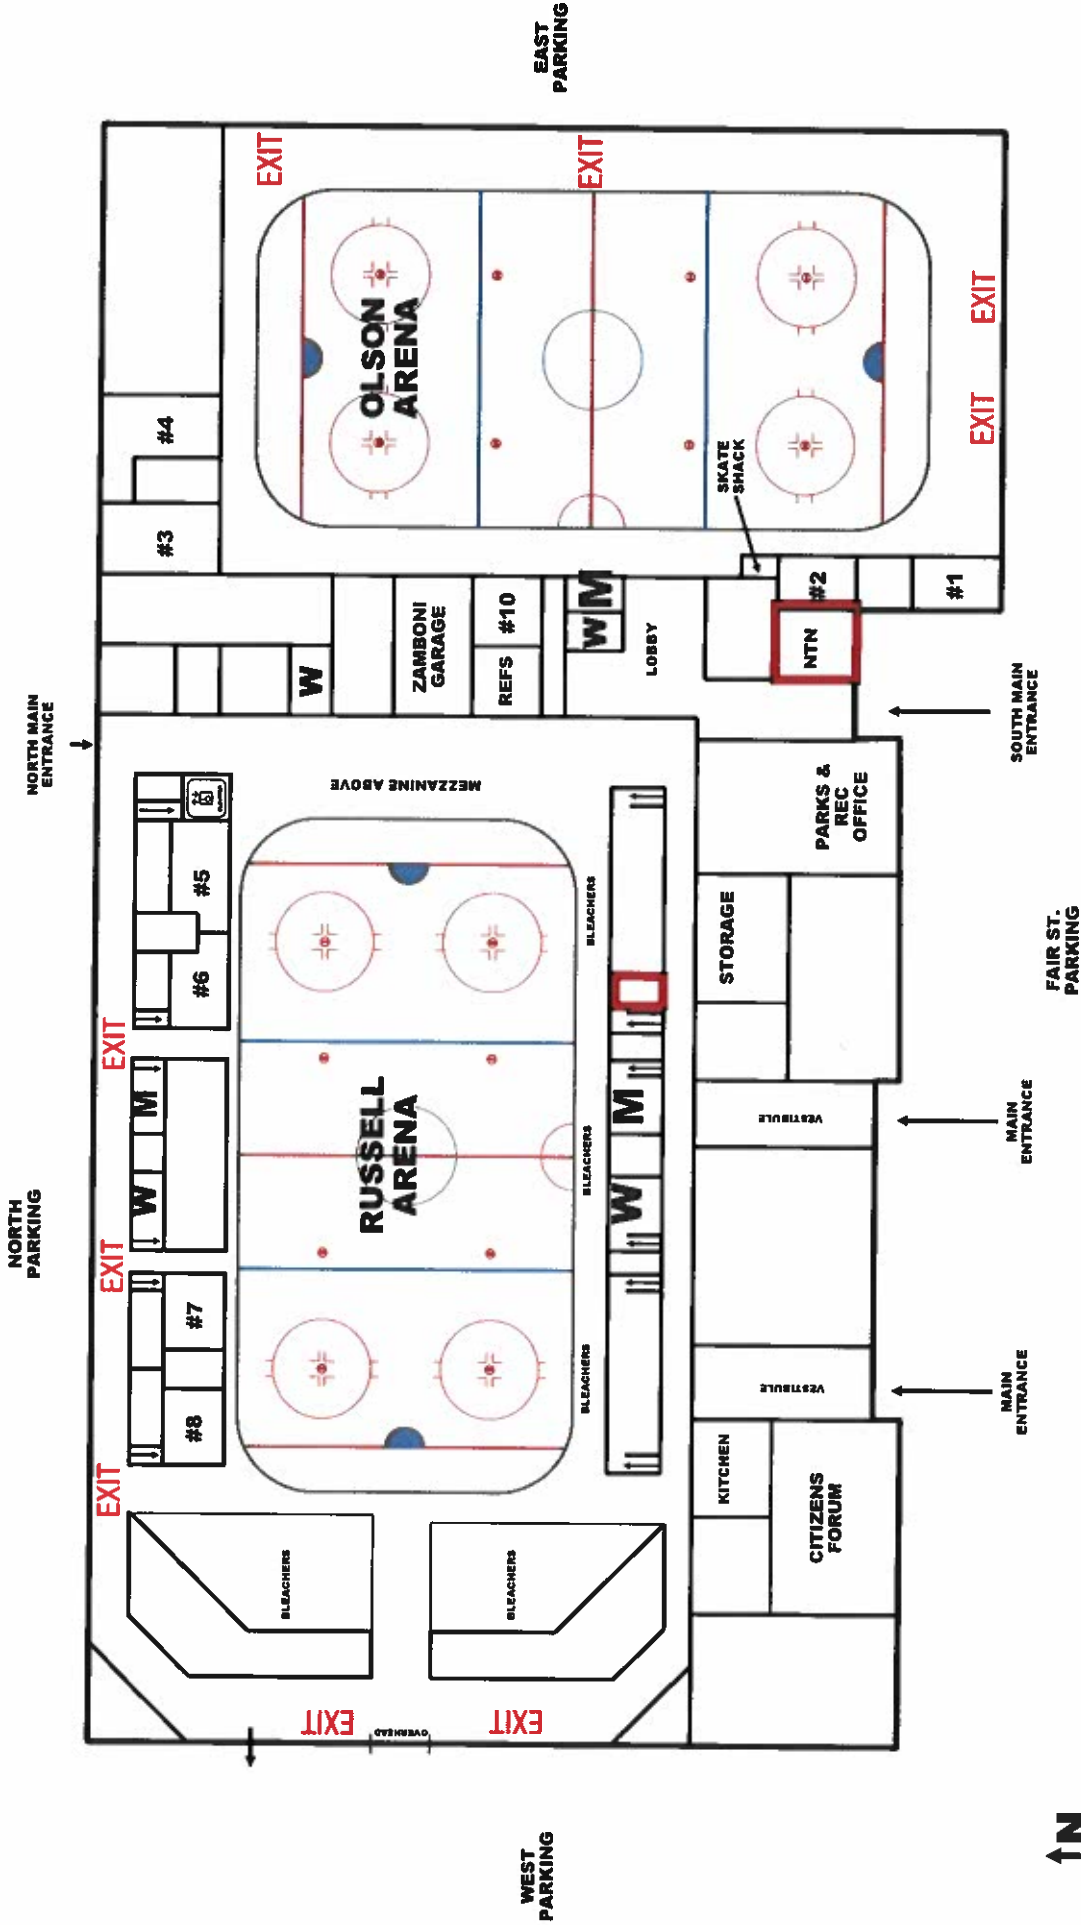 EAST
PARKING
EXIT
EXIT
EXIT
EXIT
OLSON
ARENA
#4
#3
SKATE
SHACK
#2
#1
NTN
W
M
LOBBY
#10
REFS
ZAMBONI
GARAGE
W
NORTH MAIN
ENTRANCE
SOUTH MAIN
ENTRANCE
MEZZANINE ABOVE
PARKS &
REC
OFFICE
#5
#6
BLEACHERS
STORAGE
FAIR ST.
PARKING
EXIT
M
W
RUSSELL
ARENA
BLEACHERS
M
W
VESTIBULE
MAIN
ENTRANCE
NORTH
PARKING
EXIT
#7
#8
BLEACHERS
VESTIBULE
MAIN
ENTRANCE
EXIT
KITCHEN
CITIZENS
FORUM
BLEACHERS
BLEACHERS
EXIT
OVERHEAD
EXIT
WEST
PARKING
N